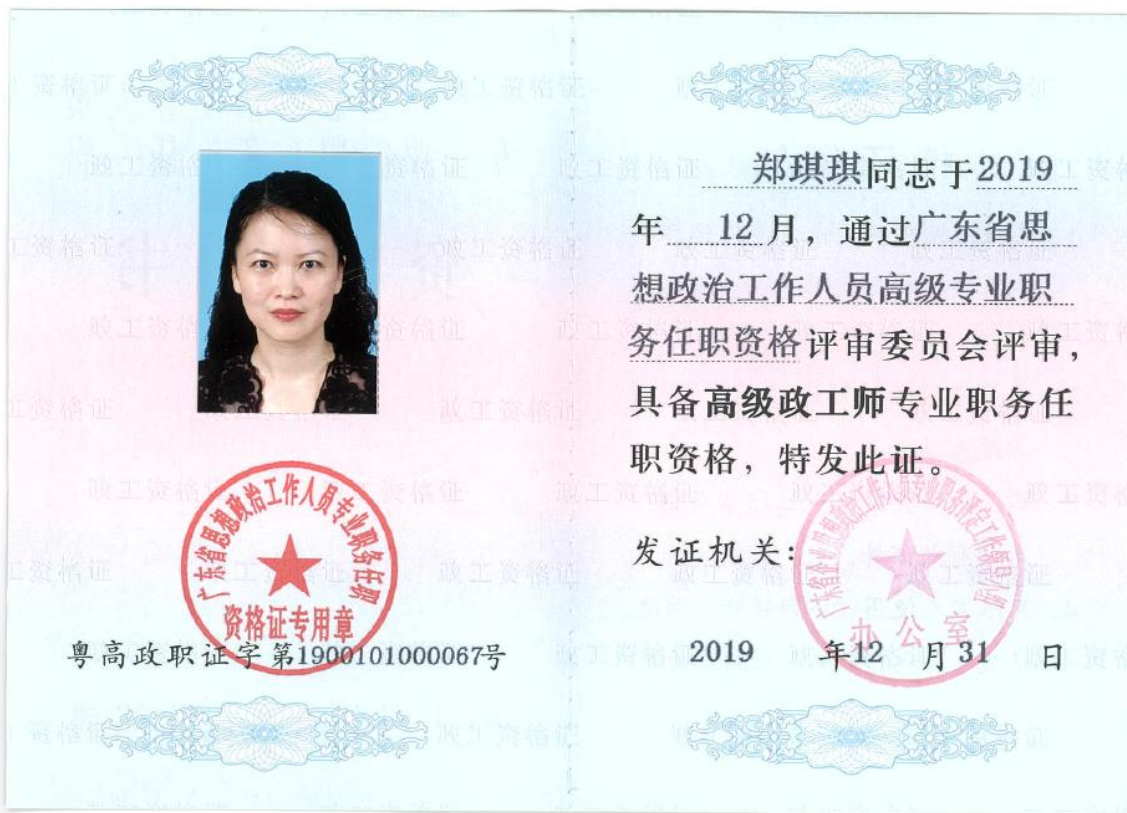 广东省思想政治工作人员专业职务任职
资格证专用章
粤高政职证字第1900101000067号
郑琪琪同志于2019
年 12月，通过广东省思
想政治工作人员高级专业职
务任职资格评审委员会评审，
具备高级政工师专业职务任
职资格，特发此证。
发证机关：
办公室
2019 年12 月31 日
政工资格证